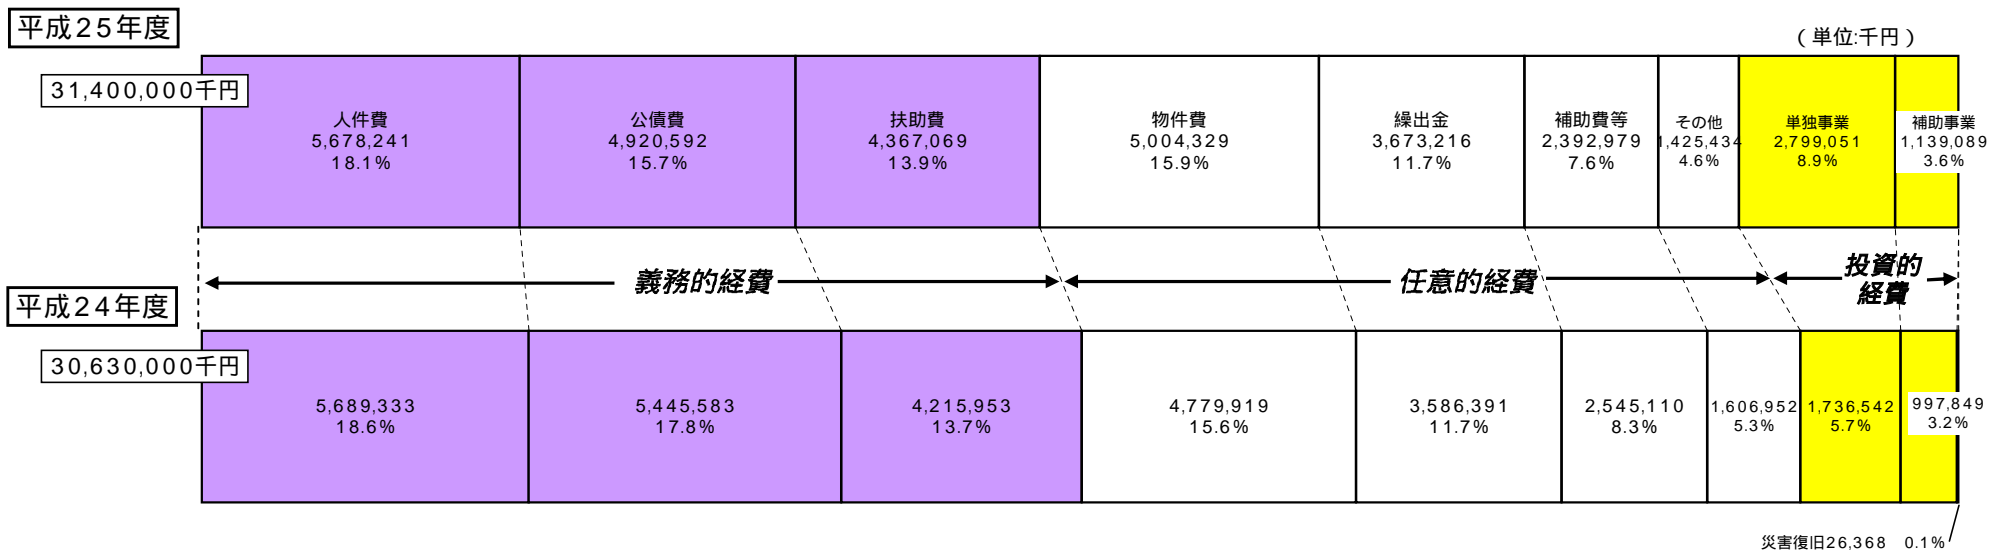 平成25年度
（単位:千円）
31,400,000千円
人件費
5,678,241
18.1%
公債費
4,920,592
15.7%
扶助費
4,367,069
13.9%
物件費
5,004,329
15.9%
繰出金
3,673,216
11.7%
補助費等
2,392,979
7.6%
その他
1,425,434
4.6%
単独事業
2,799,051
8.9%
補助事業
1,139,089
3.6%
義務的経費
任意的経費
投資的
経費
平成24年度
30,630,000千円
5,689,333
18.6%
5,445,583
17.8%
4,215,953
13.7%
4,779,919
15.6%
3,586,391
11.7%
2,545,110
8.3%
1,606,952
5.3%
1,736,542
5.7%
997,849
3.2%
災害復旧26,368 0.1%